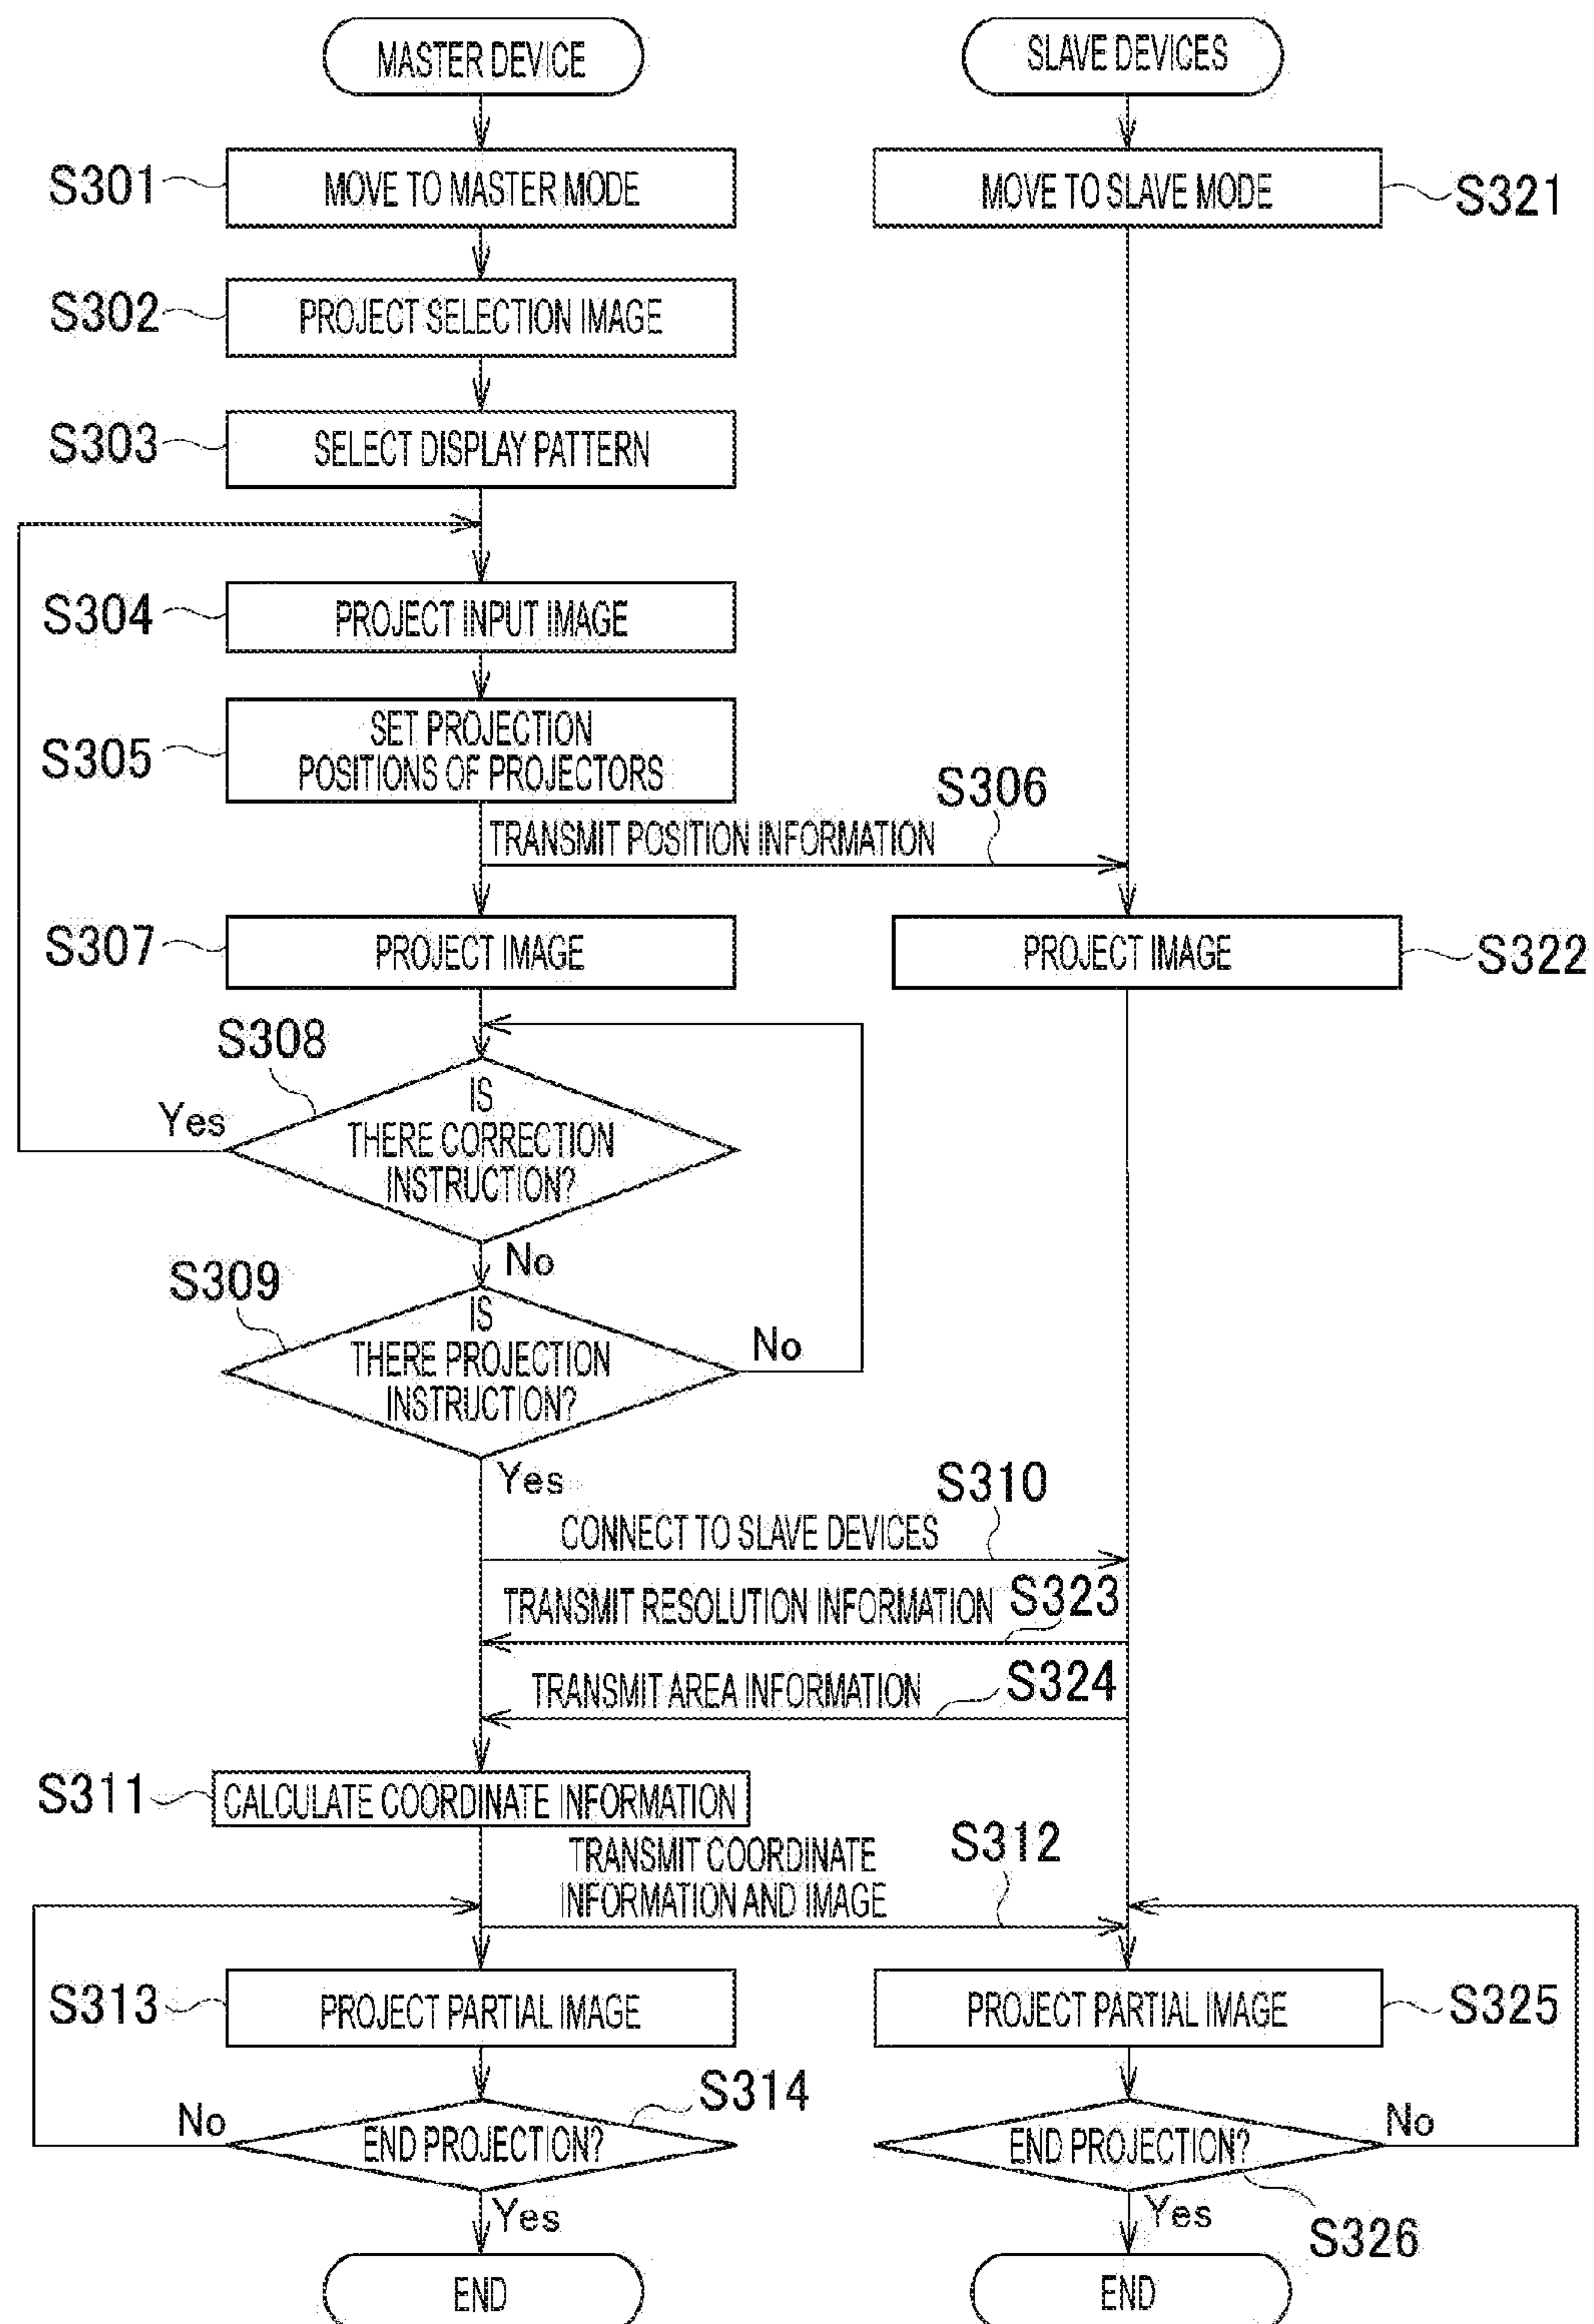 MASTER DEVICE
SLAVE DEVICES
S301
MOVE TO MASTER MODE
MOVE TO SLAVE MODE
S321
S302
PROJECT SELECTION IMAGE
S303
SELECT DISPLAY PATTERN
S304
PROJECT INPUT IMAGE
S305
SET PROJECTION
POSITIONS OF PROJECTORS
S306
TRANSMIT POSITION INFORMATION
S307
PROJECT IMAGE
PROJECT IMAGE
S322
S308
Yes
IS
THERE CORRECTION
INSTRUCTION?
No
S309
IS
THERE PROJECTION
INSTRUCTION?
No
Yes
S310
CONNECT TO SLAVE DEVICES
TRANSMIT RESOLUTION INFORMATION
S323
TRANSMIT AREA INFORMATION
S324
S311
CALCULATE COORDINATE INFORMATION
TRANSMIT COORDINATE
INFORMATION AND IMAGE
S312
S313
PROJECT PARTIAL IMAGE
PROJECT PARTIAL IMAGE
S325
S314
No
END PROJECTION?
END PROJECTION?
No
Yes
Yes
S326
END
END